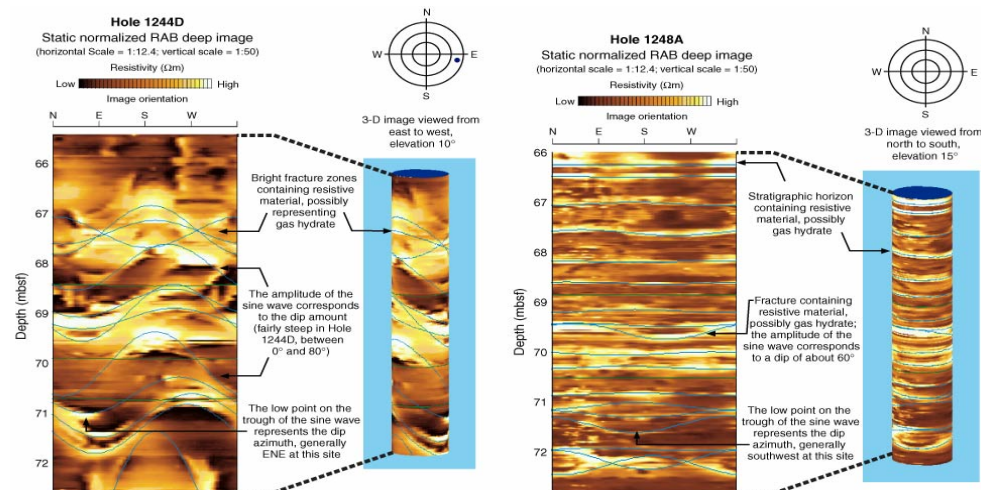 Hole 1244D
Static normalized RAB deep image
(horizontal Scale = 1:12.4; vertical scale = 1:50)
Resistivity (Ωm)
Low
High
Image orientation
N
E
S
W
N
W
E
S
3-D image viewed from
east to west,
elevation 10°
Depth (mbsf)
66
67
68
69
70
71
72
Bright fracture zones
containing resistive
material, possibly
representing
gas hydrate
The amplitude of the
sine wave corresponds
to the dip amount
(fairly steep in Hole
1244D, between
0° and 80°)
The low point on the
trough of the sine wave
represents the dip
azimuth, generally
ENE at this site
Hole 1248A
Static normalized RAB deep image
(horizontal scale = 1:12.4; vertical scale = 1:50)
Resistivity (Ωm)
Low
High
Image orientation
N
E
S
W
N
W
E
S
3-D image viewed from
north to south,
elevation 15°
Depth (mbsf)
66
67
68
69
70
71
72
Stratigraphic horizon
containing resistive
material, possibly
gas hydrate
Fracture containing
resistive material,
possibly gas hydrate;
the amplitude of the
sine wave corresponds
to a dip of about 60°
The low point on the
trough of the sine wave
represents the dip
azimuth, generally
southwest at this site